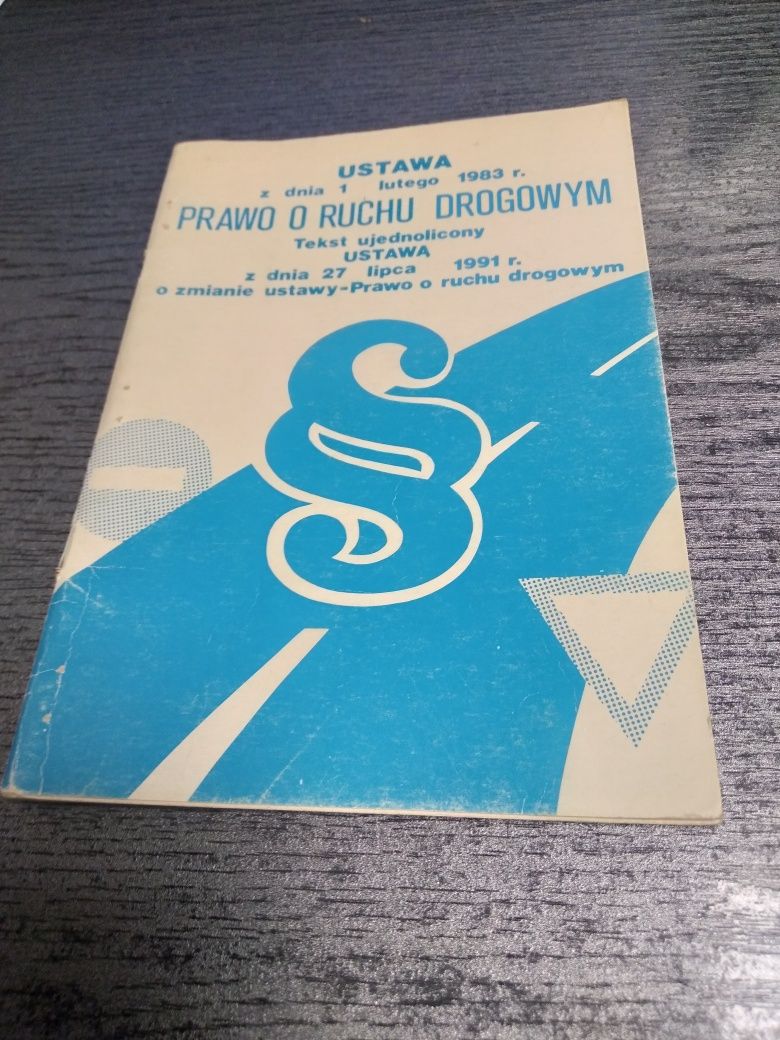 USTAWA
z dnia 1 lutego 1983 r.
PRAWO O RUCHU DROGOWYM
Tekst ujednolicony
USTAWA
z dnia 27 lipca 1991 r.
o zmianie ustawy-Prawo o ruchu drogowym
§